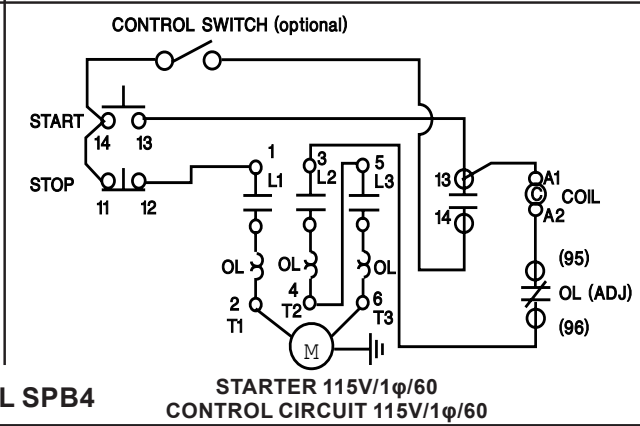 CONTROL SWITCH (optional)
START
14 13
STOP
11 12
1 3 5
L1 L2 L3
13
14
A1
C COIL
A2
OL OL OL
(95)
OL (ADJ)
(96)
2 4 6
T1 T2 T3
M
L SPB4
STARTER 115V/1φ/60
CONTROL CIRCUIT 115V/1φ/60